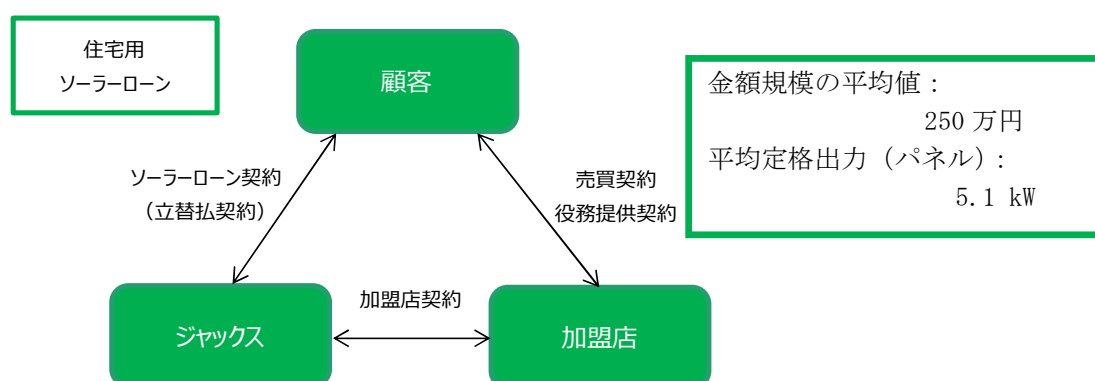 住宅用
ソーラーローン
顧客
金額規模の平均値：
250 万円
平均定格出力（パネル）：
5.1 kW
ソーラーローン契約
（立替払契約）
売買契約
役務提供契約
ジャックス
加盟店契約
加盟店